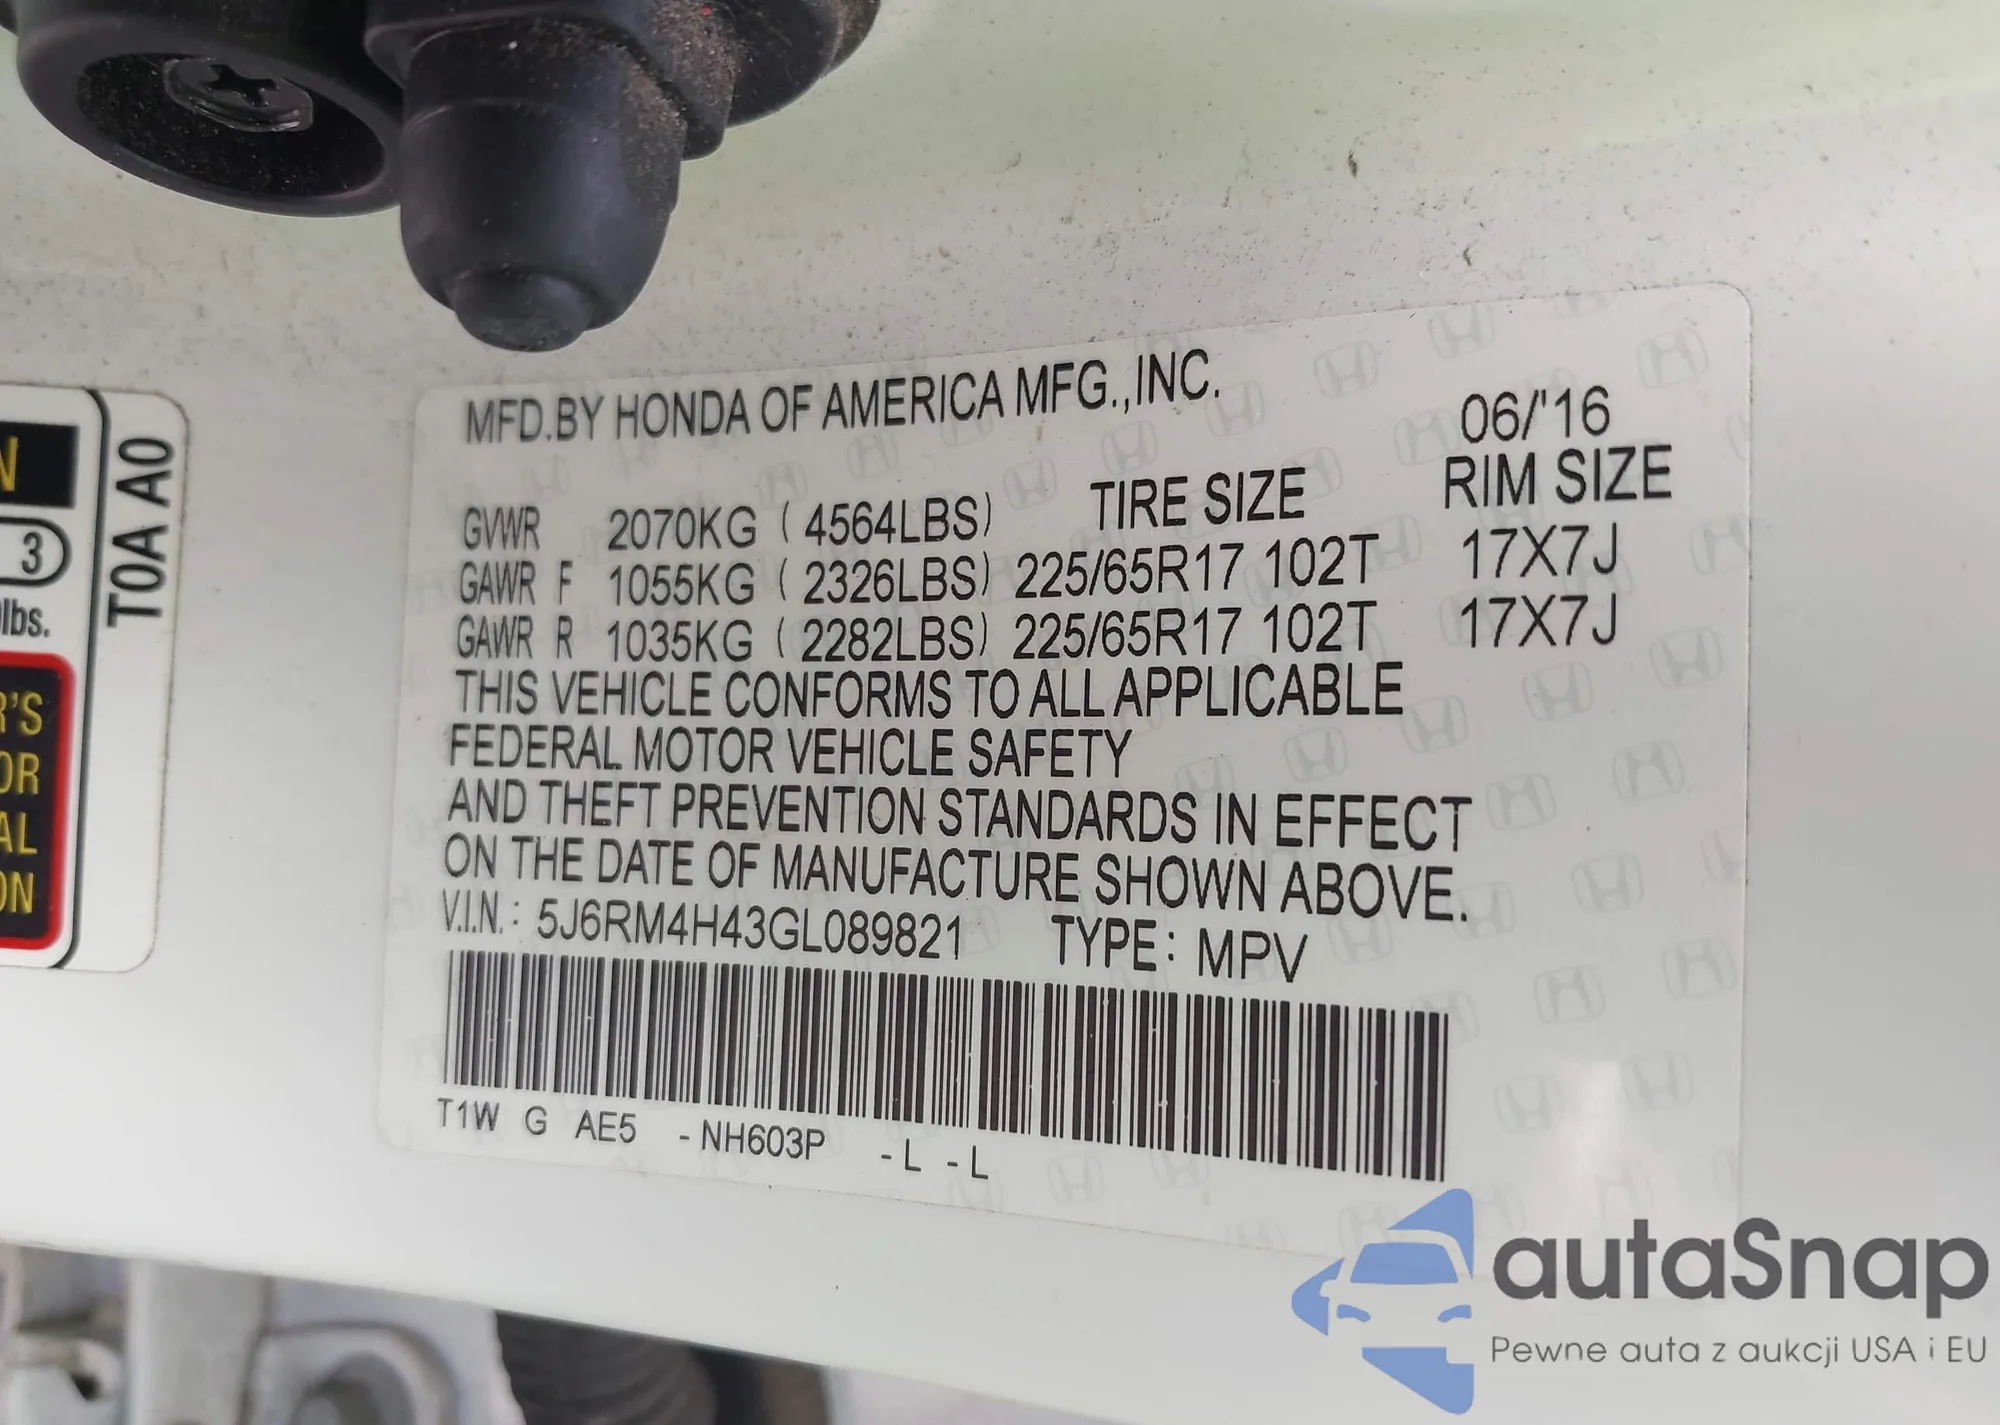 N
3
lbs.
R'S
OR
AL
ON
T0A A0
MFD.BY HONDA OF AMERICA MFG.,INC.
06/'16
GVWR 2070KG ( 4564LBS) TIRE SIZE RIM SIZE
GAWR F 1055KG ( 2326LBS) 225/65R17 102T 17X7J
GAWR R 1035KG ( 2282LBS) 225/65R17 102T 17X7J
THIS VEHICLE CONFORMS TO ALL APPLICABLE
FEDERAL MOTOR VEHICLE SAFETY
AND THEFT PREVENTION STANDARDS IN EFFECT
ON THE DATE OF MANUFACTURE SHOWN ABOVE.
V.I.N.: 5J6RM4H43GL089821 TYPE: MPV
T1W G AE5 -NH603P -L -L
autaSnap
Pewne auta z aukcji USA i EU